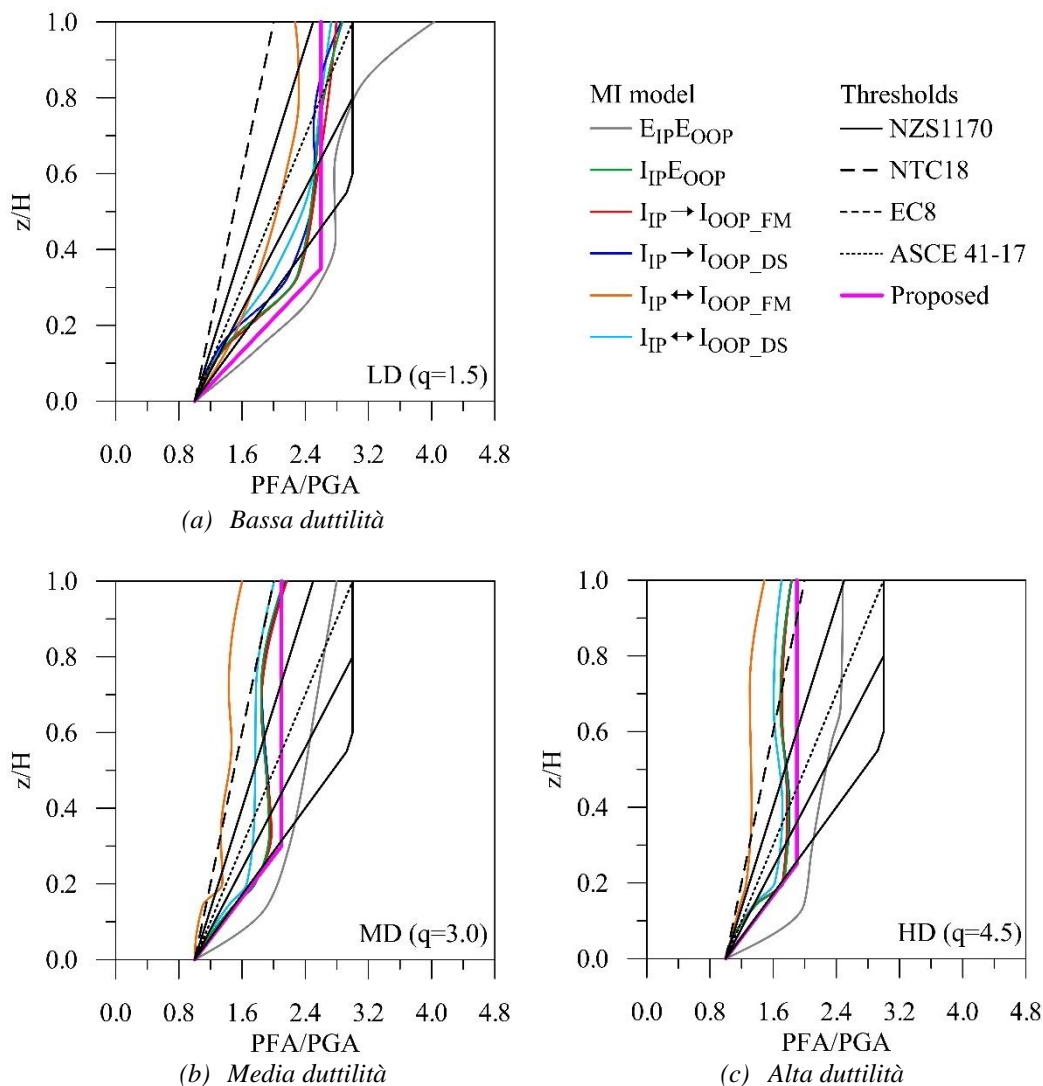 1.0
0.8
0.6
0.4
0.2
0.0
z/H
LD (q=1.5)
0.0 0.8 1.6 2.4 3.2 4.0 4.8
PFA/PGA
(a) Bassa duttilità
MI model
E_IP E_OOP
I_IP E_OOP
I_IP → I_OOP_FM
I_IP → I_OOP_DS
I_IP ↔ I_OOP_FM
I_IP ↔ I_OOP_DS
Thresholds
NZS1170
NTC18
EC8
ASCE 41-17
Proposed
1.0
0.8
0.6
0.4
0.2
0.0
z/H
MD (q=3.0)
0.0 0.8 1.6 2.4 3.2 4.0 4.8
PFA/PGA
(b) Media duttilità
1.0
0.8
0.6
0.4
0.2
0.0
z/H
HD (q=4.5)
0.0 0.8 1.6 2.4 3.2 4.0 4.8
PFA/PGA
(c) Alta duttilità